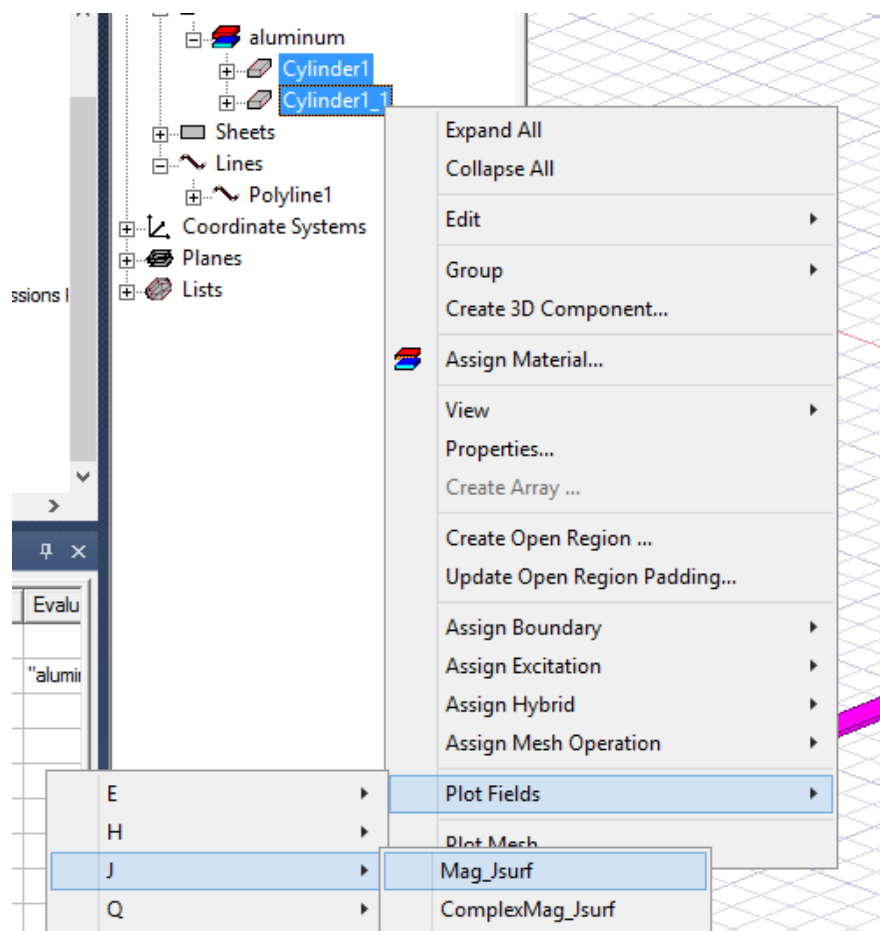 aluminum
Cylinder1
Cylinder1_1
Sheets
Lines
Polyline1
Coordinate Systems
Planes
Lists
ssions l
Evalu
"alumin
Expand All
Collapse All
Edit
Group
Create 3D Component...
Assign Material...
View
Properties...
Create Array ...
Create Open Region ...
Update Open Region Padding...
Assign Boundary
Assign Excitation
Assign Hybrid
Assign Mesh Operation
Plot Fields
Plot Mesh
E
H
J
Q
Mag_Jsurf
ComplexMag_Jsurf